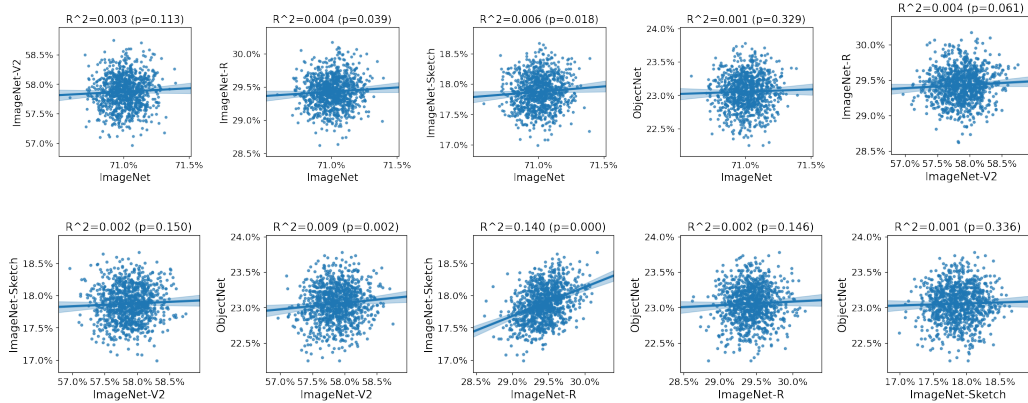 R^2=0.003 (p=0.113)
58.5%
58.0%
57.5%
57.0%
ImageNet-V2
71.0%
71.5%
ImageNet
R^2=0.004 (p=0.039)
30.0%
29.5%
29.0%
28.5%
ImageNet-R
71.0%
71.5%
ImageNet
R^2=0.006 (p=0.018)
18.5%
18.0%
17.5%
17.0%
ImageNet-Sketch
71.0%
71.5%
ImageNet
R^2=0.001 (p=0.329)
24.0%
23.5%
23.0%
22.5%
ObjectNet
71.0%
71.5%
ImageNet
R^2=0.004 (p=0.061)
30.0%
29.5%
29.0%
28.5%
ImageNet-R
57.0%
57.5%
58.0%
58.5%
ImageNet-V2
R^2=0.002 (p=0.150)
18.5%
18.0%
17.5%
17.0%
ImageNet-Sketch
57.0%
57.5%
58.0%
58.5%
ImageNet-V2
R^2=0.009 (p=0.002)
24.0%
23.5%
23.0%
22.5%
ObjectNet
57.0%
57.5%
58.0%
58.5%
ImageNet-V2
R^2=0.140 (p=0.000)
18.5%
18.0%
17.5%
17.0%
ImageNet-Sketch
28.5%
29.0%
29.5%
30.0%
ImageNet-R
R^2=0.002 (p=0.146)
24.0%
23.5%
23.0%
22.5%
ObjectNet
28.5%
29.0%
29.5%
30.0%
ImageNet-R
R^2=0.001 (p=0.336)
24.0%
23.5%
23.0%
22.5%
ObjectNet
17.0%
17.5%
18.0%
18.5%
ImageNet-Sketch